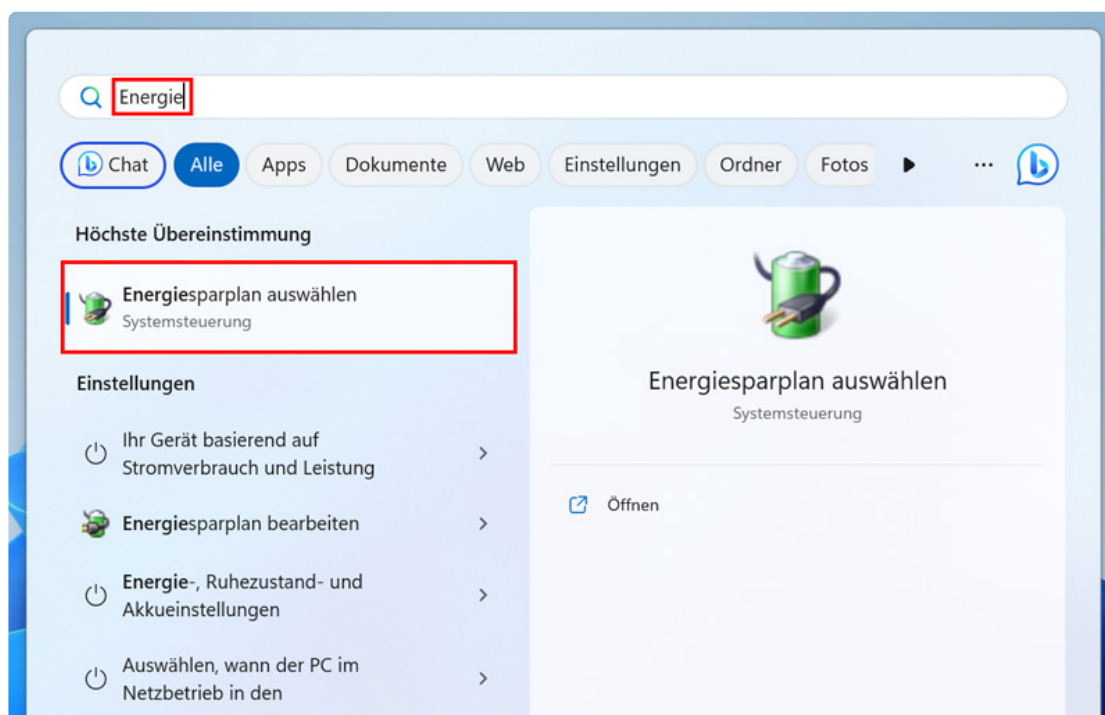 Energie
Chat Alle Apps Dokumente Web Einstellungen Ordner Fotos ...
Höchste Übereinstimmung
Energiesparplan auswählen
Systemsteuerung
Einstellungen
Ihr Gerät basierend auf
Stromverbrauch und Leistung
Energiesparplan bearbeiten
Energie-, Ruhezustand- und
Akkueinstellungen
Auswählen, wann der PC im
Netzbetrieb in den
Energiesparplan auswählen
Systemsteuerung
Öffnen